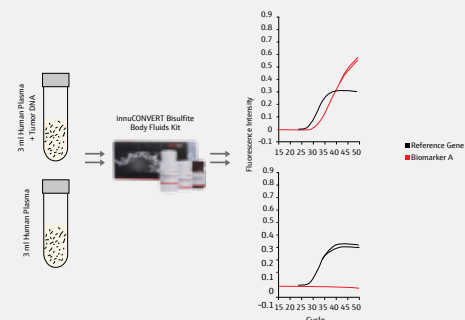 3 ml Human Plasma
+ Tumor DNA
innuCONVERT Bisulfite
Body Fluids Kit
3 ml Human Plasma
Fluorescence Intensity
0.9
0.8
0.7
0.6
0.5
0.4
0.3
0.2
0.1
0
-0.1
15 20 25 30 35 40 45 50
Reference Gene
Biomarker A
0.9
0.8
0.7
0.6
0.5
0.4
0.3
0.2
0.1
0
-0.1
15 20 25 30 35 40 45 50
Cycle